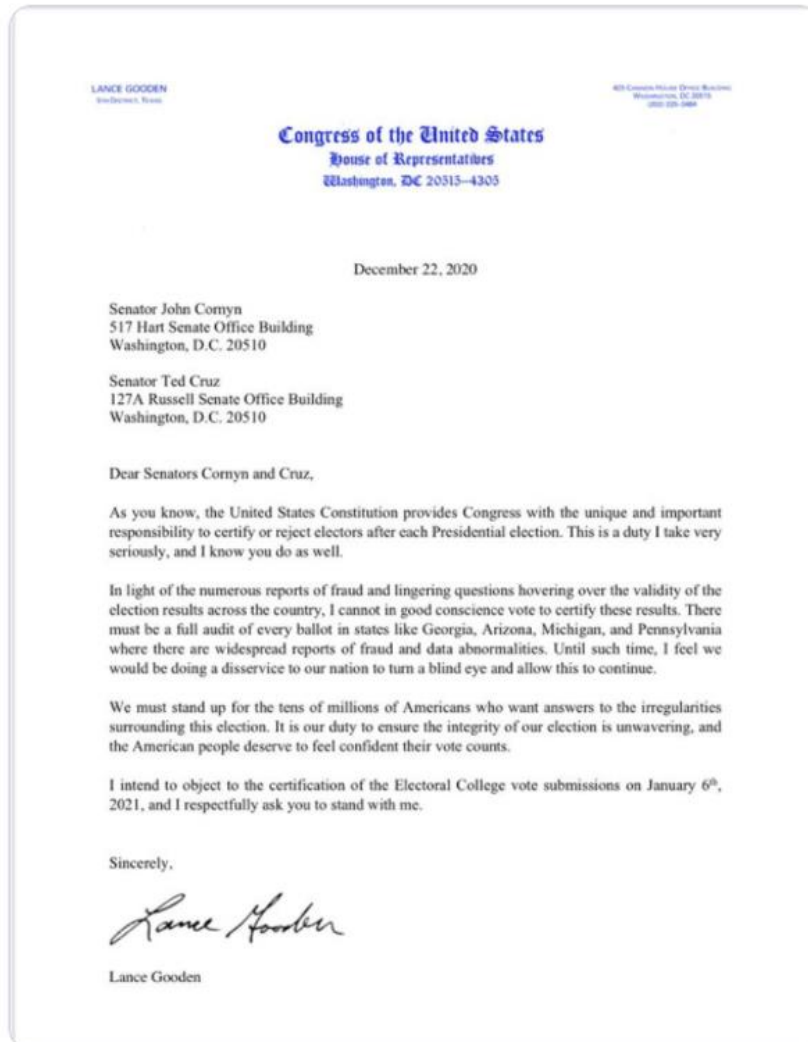 LANCE GOODEN
5TH DISTRICT, TEXAS
Congress of the United States
House of Representatives
Washington, DC 20515–4305
December 22, 2020
Senator John Cornyn
517 Hart Senate Office Building
Washington, D.C. 20510
Senator Ted Cruz
127A Russell Senate Office Building
Washington, D.C. 20510
Dear Senators Cornyn and Cruz,
As you know, the United States Constitution provides Congress with the unique and important
responsibility to certify or reject electors after each Presidential election. This is a duty I take very
seriously, and I know you do as well.
In light of the numerous reports of fraud and lingering questions hovering over the validity of the
election results across the country, I cannot in good conscience vote to certify these results. There
must be a full audit of every ballot in states like Georgia, Arizona, Michigan, and Pennsylvania
where there are widespread reports of fraud and data abnormalities. Until such time, I feel we
would be doing a disservice to our nation to turn a blind eye and allow this to continue.
We must stand up for the tens of millions of Americans who want answers to the irregularities
surrounding this election. It is our duty to ensure the integrity of our election is unwavering, and
the American people deserve to feel confident their vote counts.
I intend to object to the certification of the Electoral College vote submissions on January 6th,
2021, and I respectfully ask you to stand with me.
Sincerely,
Lance Gooden
Lance Gooden